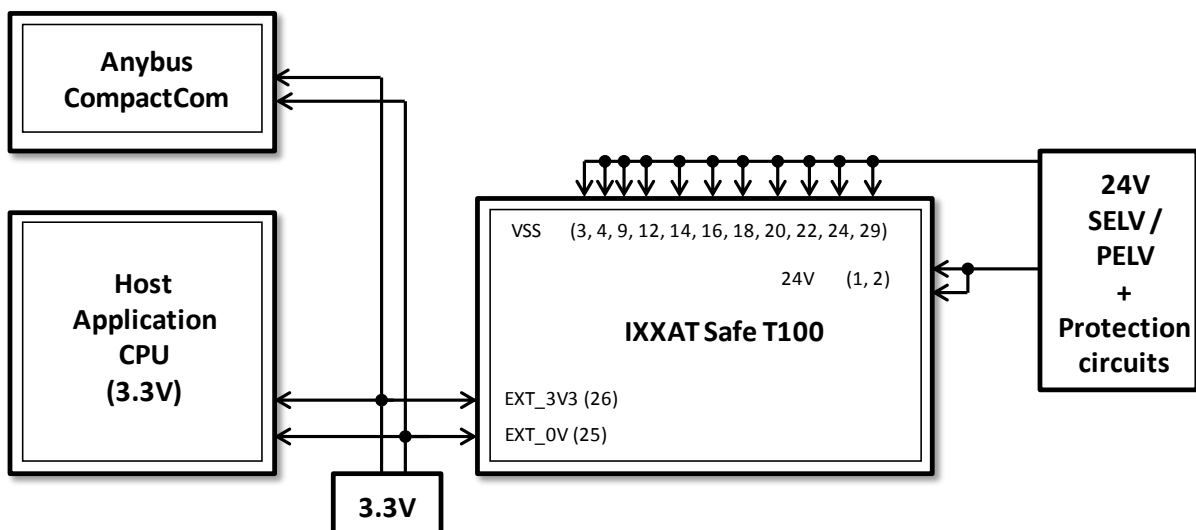 Anybus
CompactCom
Host
Application
CPU
(3.3V)
3.3V
VSS (3, 4, 9, 12, 14, 16, 18, 20, 22, 24, 29)
24V (1, 2)
IXXAT Safe T100
EXT_3V3 (26)
EXT_0V (25)
24V
SELV /
PELV
+
Protection
circuits